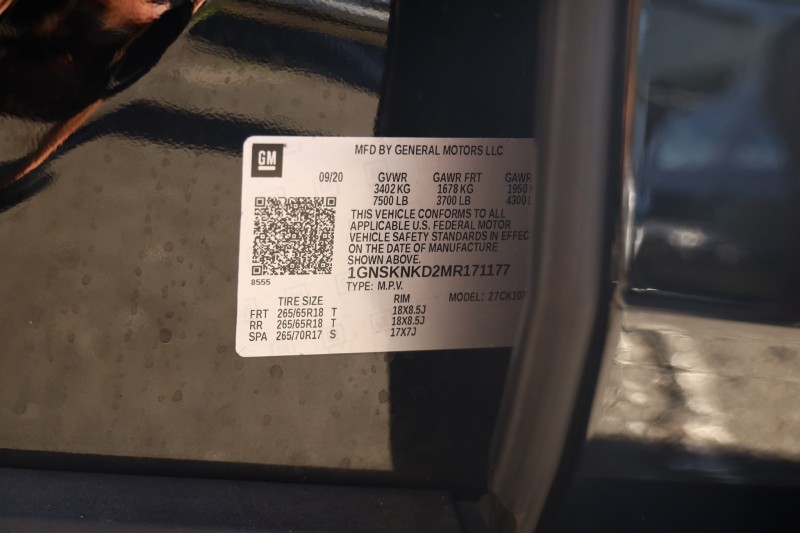 GM
MFD BY GENERAL MOTORS LLC
09/20 GVWR GAWR FRT GAWR
3402 KG 1678 KG 1950
7500 LB 3700 LB 4300 L
THIS VEHICLE CONFORMS TO ALL
APPLICABLE U.S. FEDERAL MOTOR
VEHICLE SAFETY STANDARDS IN EFFEC
ON THE DATE OF MANUFACTURE
SHOWN ABOVE.
8555
1GNSKNKD2MR171177
TYPE: M.P.V.
TIRE SIZE RIM MODEL: 27CK107
FRT 265/65R18 T 18X8.5J
RR 265/65R18 T 18X8.5J
SPA 265/70R17 S 17X7J